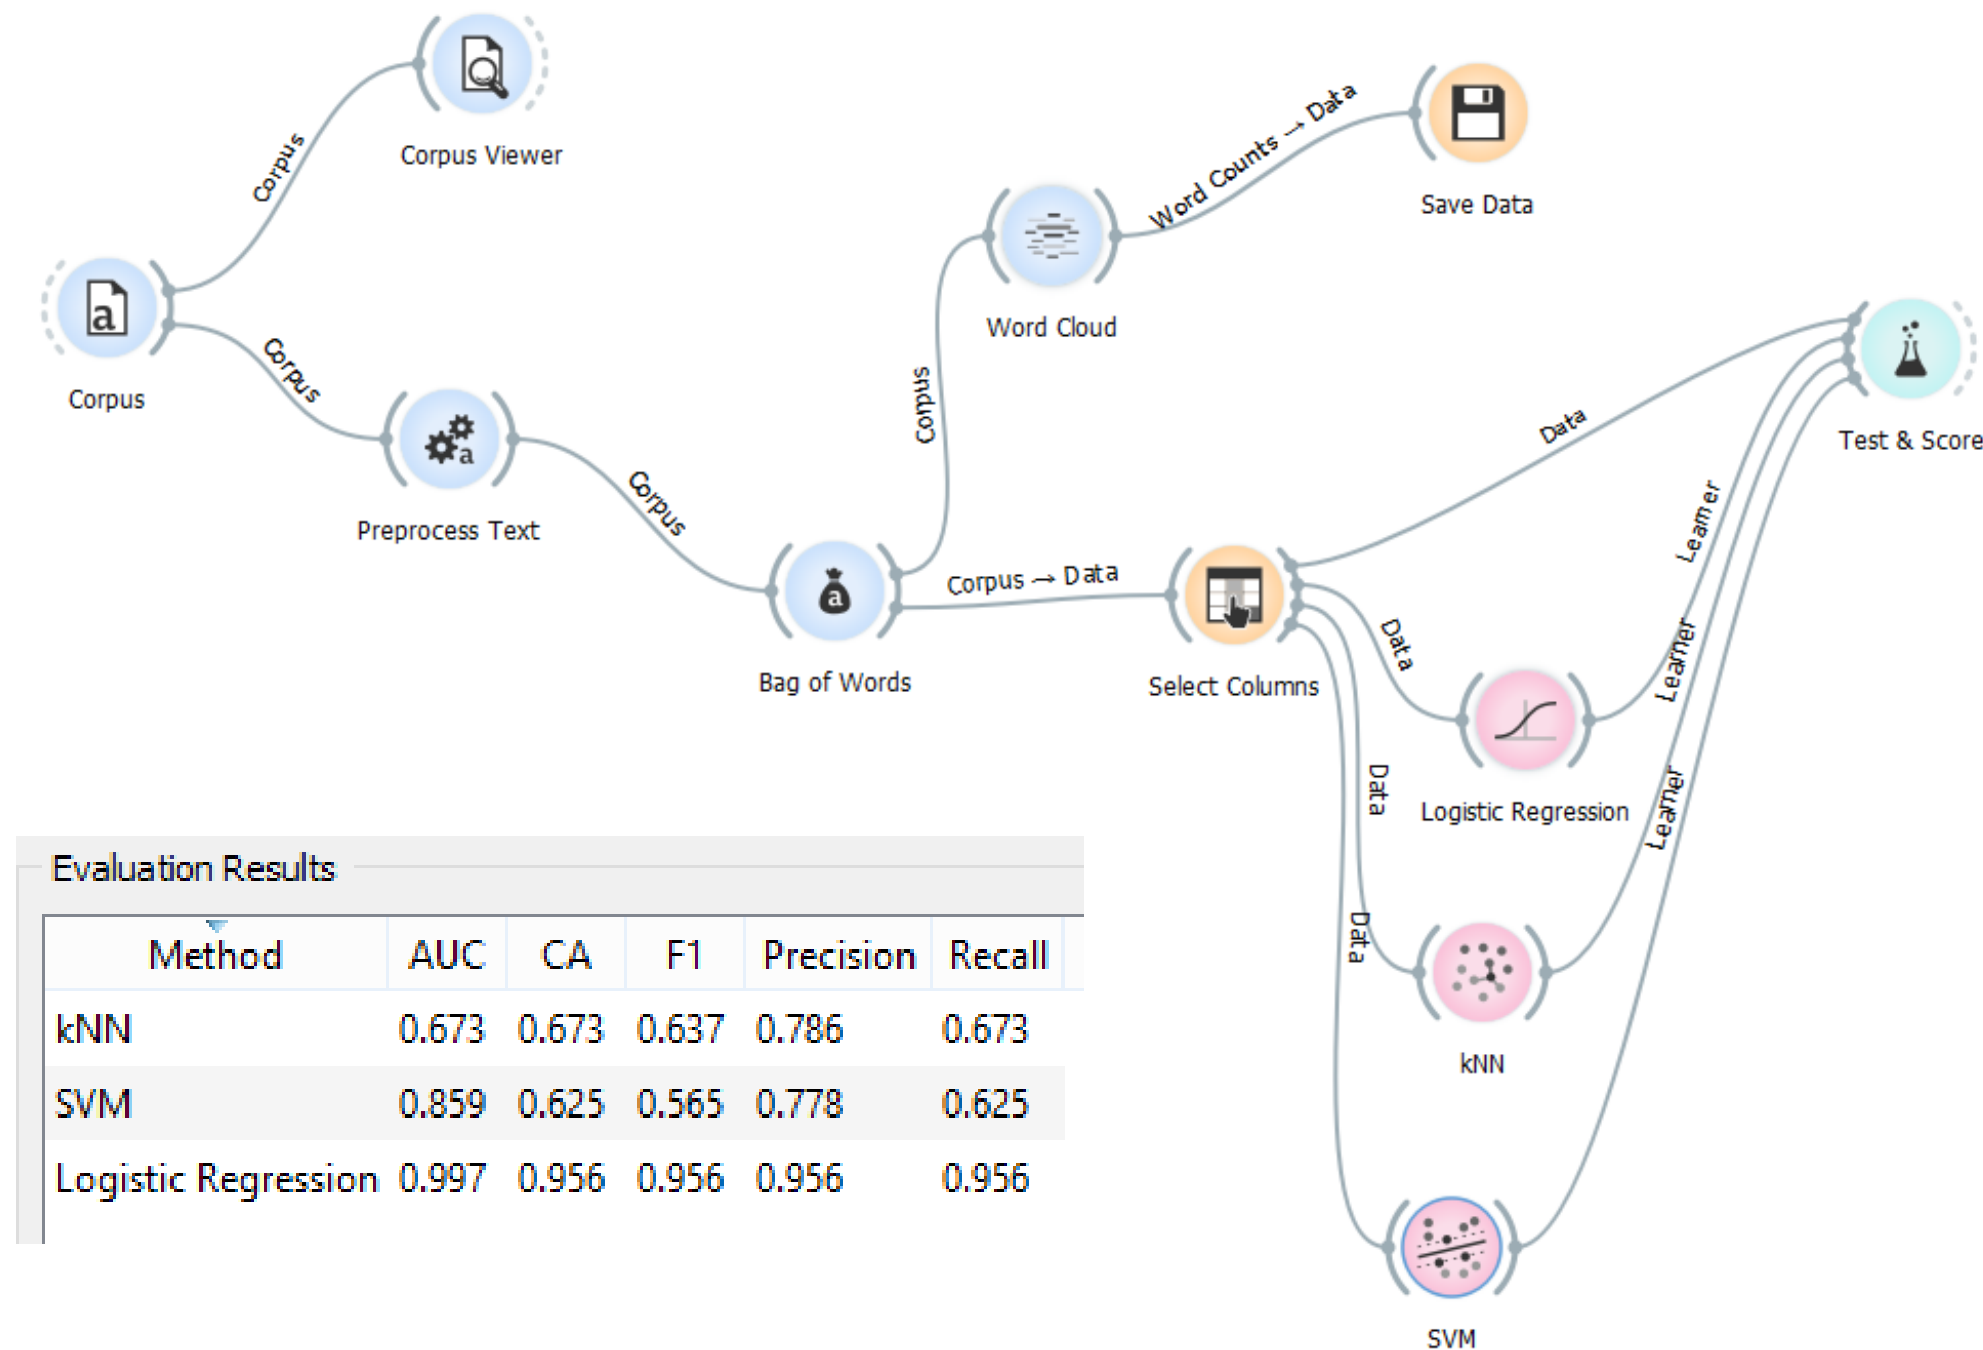 Corpus Viewer
Corpus
Word Counts → Data
Save Data
Corpus
Corpus
Word Cloud
Corpus
Preprocess Text
Corpus
Corpus → Data
Bag of Words
Select Columns
Data
Test & Score
Data
Learner
Logistic Regression
Data
Learner
kNN
Data
Learner
SVM
Evaluation Results
Method AUC CA F1 Precision Recall
kNN 0.673 0.673 0.637 0.786 0.673
SVM 0.859 0.625 0.565 0.778 0.625
Logistic Regression 0.997 0.956 0.956 0.956 0.956
a
a
a